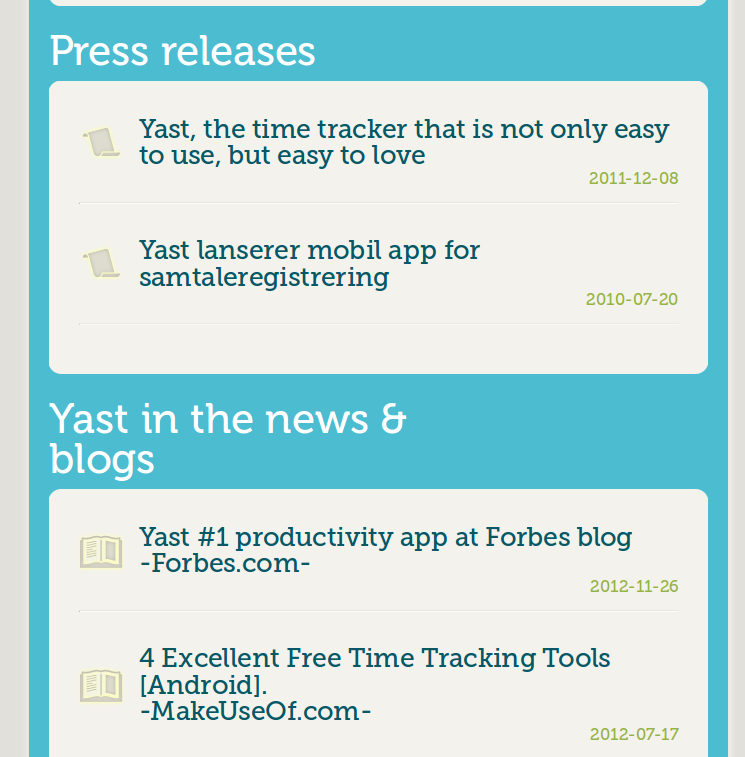 Press releases
Yast, the time tracker that is not only easy
to use, but easy to love
2011-12-08
Yast lanserer mobil app for
samtaleregistrering
2010-07-20
Yast in the news &
blogs
Yast #1 productivity app at Forbes blog
-Forbes.com-
2012-11-26
4 Excellent Free Time Tracking Tools
[Android].
-MakeUseOf.com-
2012-07-17